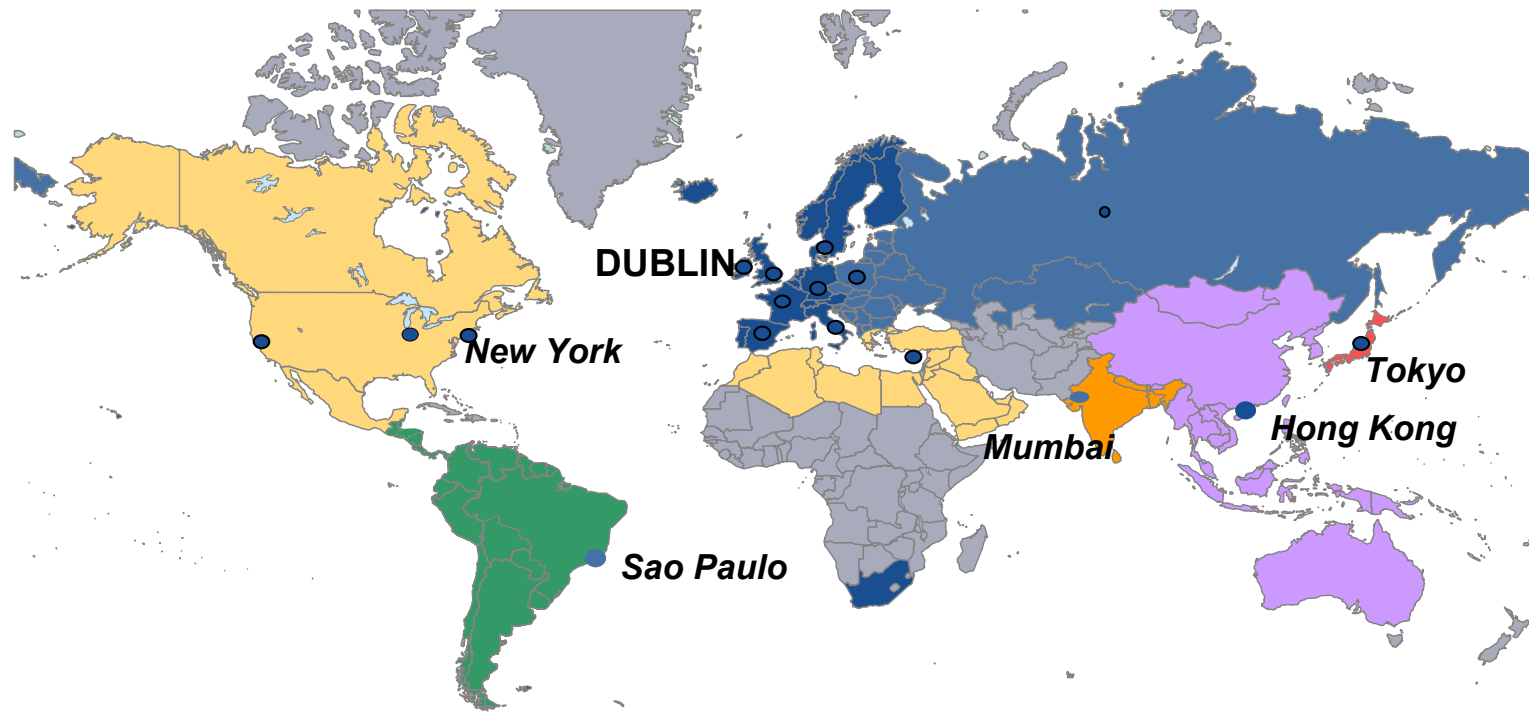 DUBLIN
New York
Tokyo
Hong Kong
Mumbai
Sao Paulo